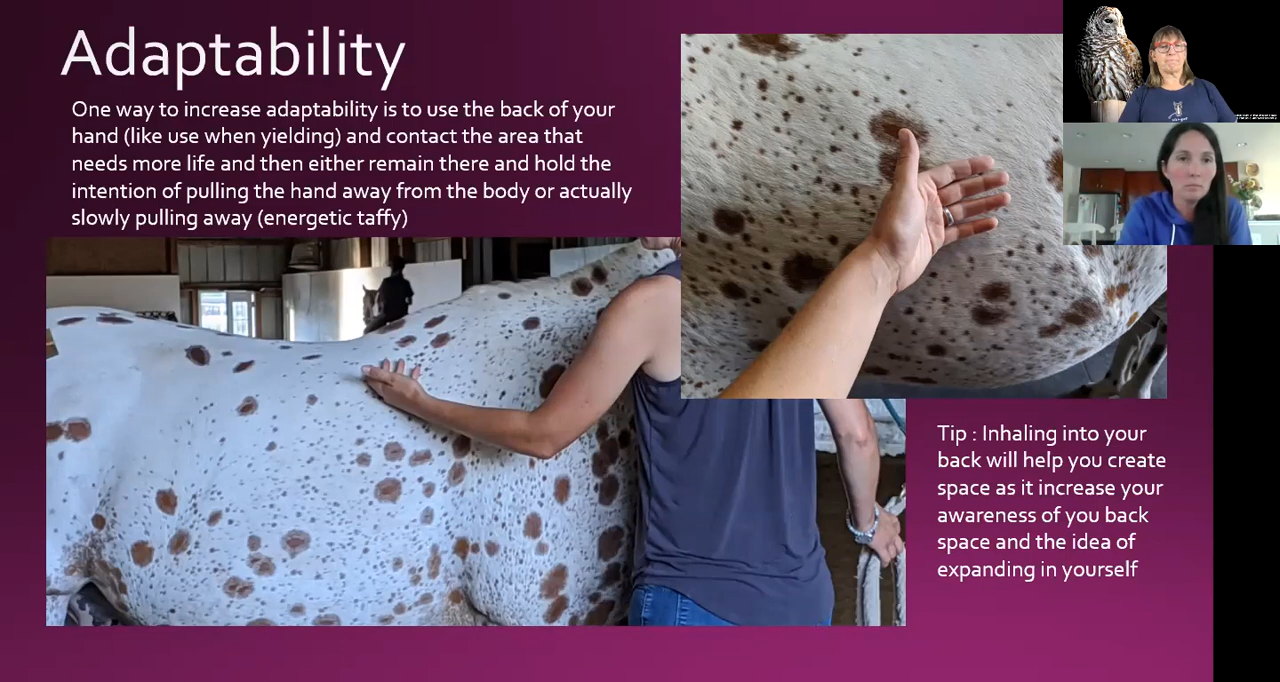 Adaptability
One way to increase adaptability is to use the back of your
hand (like use when yielding) and contact the area that
needs more life and then either remain there and hold the
intention of pulling the hand away from the body or actually
slowly pulling away (energetic taffy)
Tip : Inhaling into your
back will help you create
space as it increase your
awareness of you back
space and the idea of
expanding in yourself